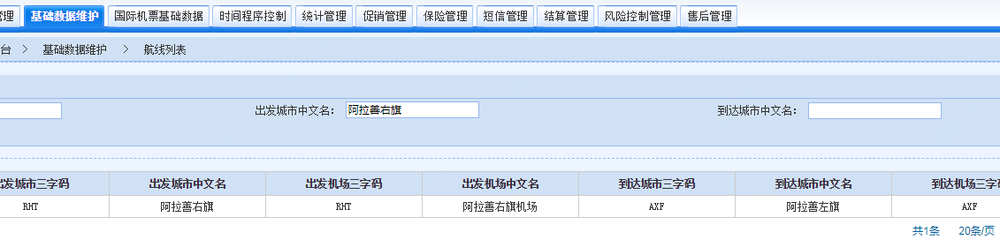 管理 基础数据维护 国际机票基础数据 时间程序控制 统计管理 促销管理 保险管理 短信管理 结算管理 风险控制管理 售后管理
台 > 基础数据维护 > 航线列表
出发城市中文名： 阿拉善右旗 到达城市中文名：
出发城市三字码 出发城市中文名 出发机场三字码 出发机场中文名 到达城市三字码 到达城市中文名 到达机场三字
RHT 阿拉善右旗 RHT 阿拉善右旗机场 AXF 阿拉善左旗 AXF
共1条 20条/页